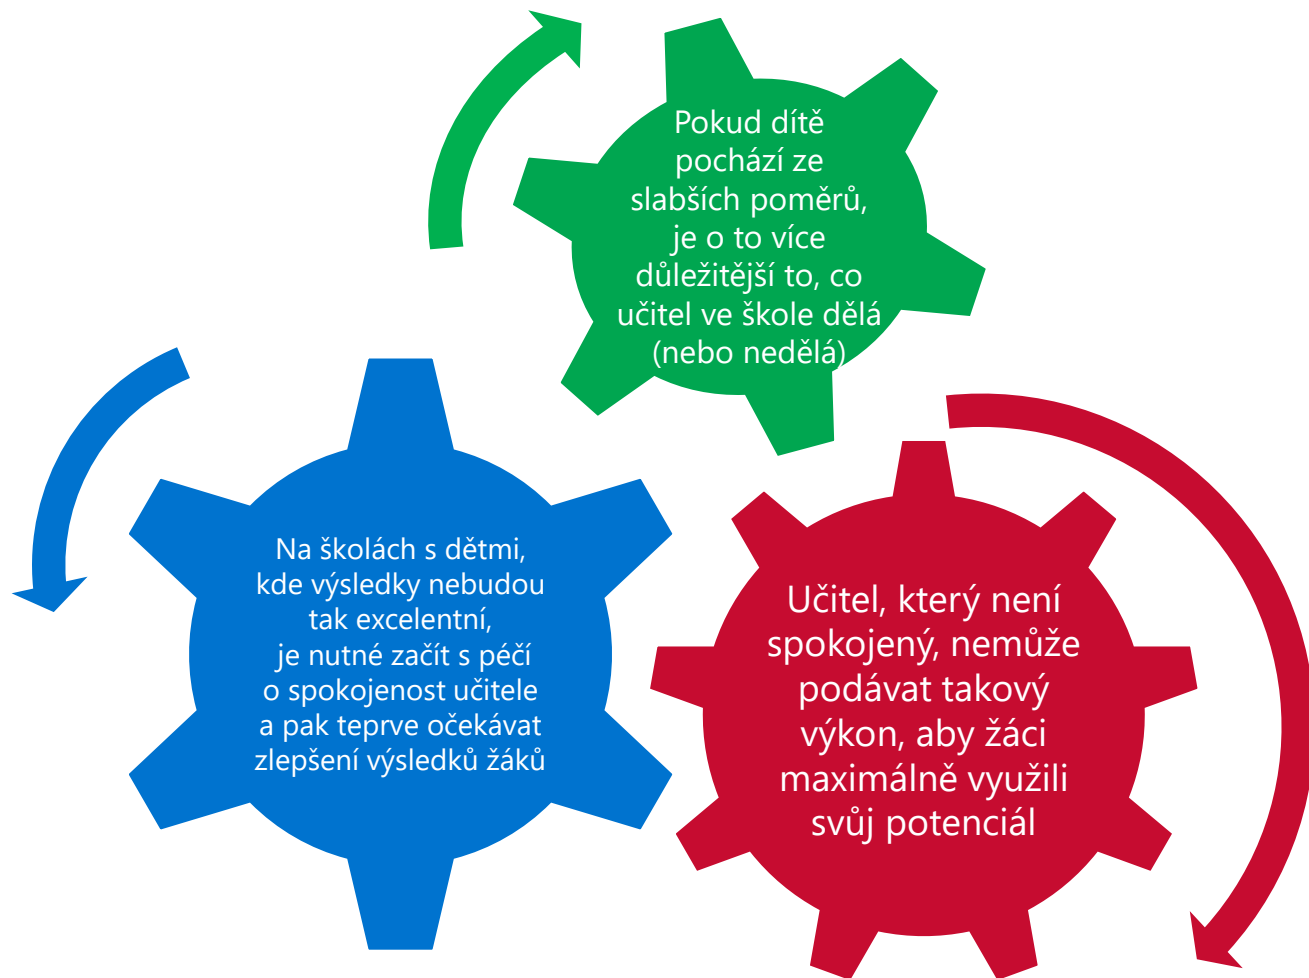 Pokud dítě
pochází ze
slabších poměrů,
je o to více
důležitější to, co
učitel ve škole dělá
(nebo nedělá)
Na školách s dětmi,
kde výsledky nebudou
tak excelentní,
je nutné začít s péčí
o spokojenost učitele
a pak teprve očekávat
zlepšení výsledků žáků
Učitel, který není
spokojený, nemůže
podávat takový
výkon, aby žáci
maximálně využili
svůj potenciál